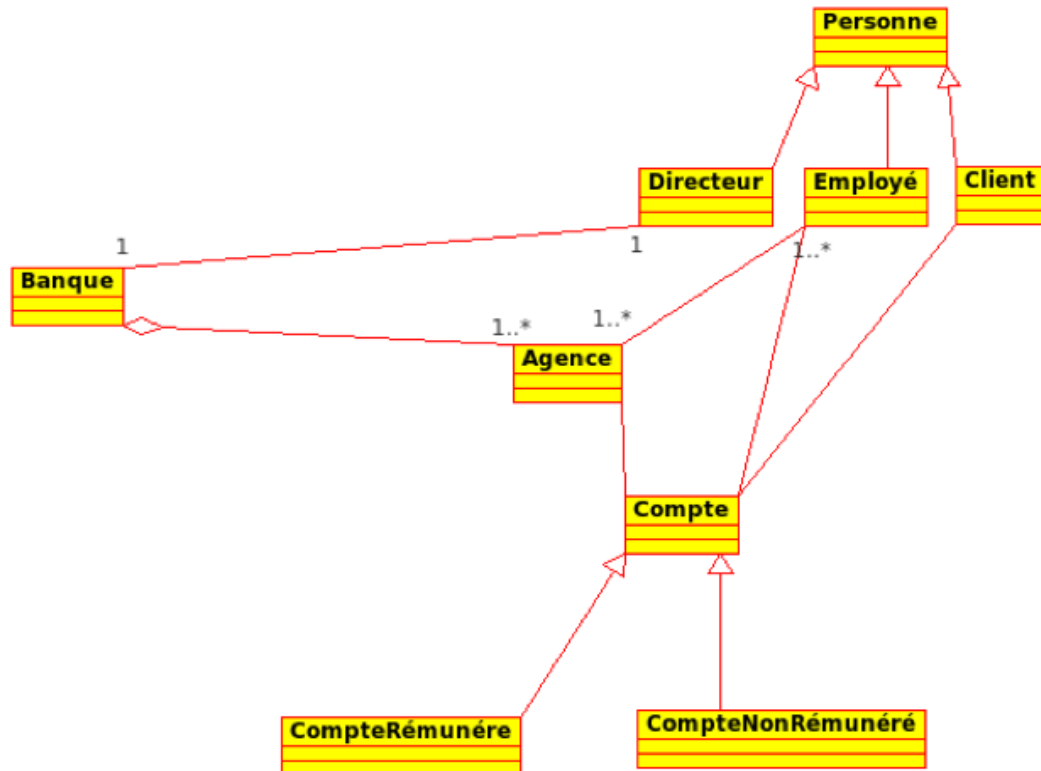 Personne
Directeur
Employé
Client
1
1
1..*
Banque
1..*
1..*
Agence
Compte
CompteRémunére
CompteNonRémunéré